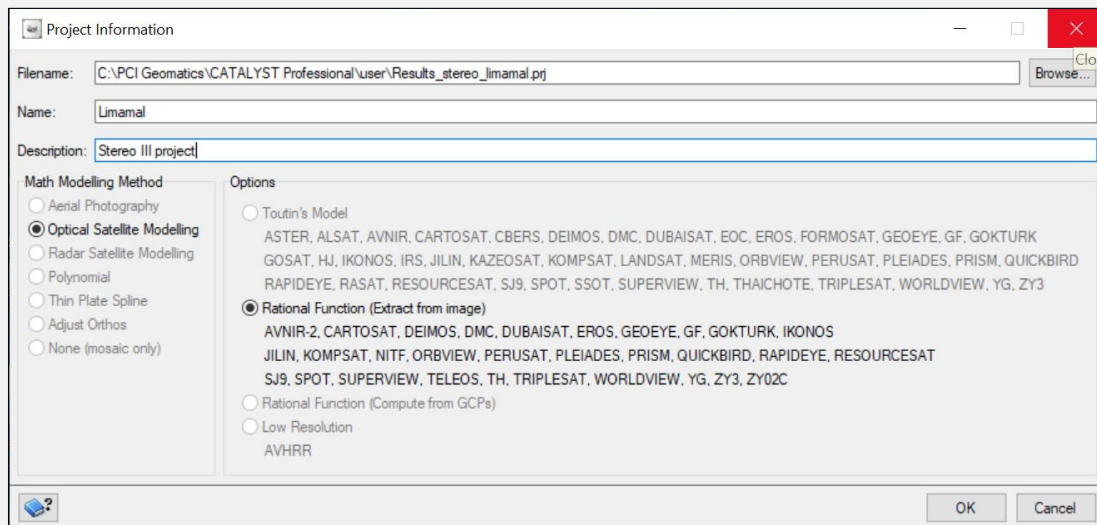 Project Information
Clo
Filename: C:\PCI Geomatics\CATALYST Professional\user\Results_stereo_limamal.prj Browse...
Name: Limamal
Description: Stereo III project
Math Modelling Method
Aerial Photography
Optical Satellite Modelling
Radar Satellite Modelling
Polynomial
Thin Plate Spline
Adjust Orthos
None (mosaic only)
Options
Toutin's Model
ASTER, ALSAT, AVNIR, CARTOSAT, CBERS, DEIMOS, DMC, DUBAISAT, EOC, EROS, FORMOSAT, GEOEYE, GF, GOKTURK
GOSAT, HJ, IKONOS, IRS, JILIN, KAZEOSAT, KOMPSAT, LANDSAT, MERIS, ORBVIEW, PERUSAT, PLEIADES, PRISM, QUICKBIRD
RAPIDEYE, RASAT, RESOURCESAT, SJ9, SPOT, SSOT, SUPERVIEW, TH, THAICHOTE, TRIPLESAT, WORLDVIEW, YG, ZY3
Rational Function (Extract from image)
AVNIR-2, CARTOSAT, DEIMOS, DMC, DUBAISAT, EROS, GEOEYE, GF, GOKTURK, IKONOS
JILIN, KOMPSAT, NITF, ORBVIEW, PERUSAT, PLEIADES, PRISM, QUICKBIRD, RAPIDEYE, RESOURCESAT
SJ9, SPOT, SUPERVIEW, TELEOS, TH, TRIPLESAT, WORLDVIEW, YG, ZY3, ZY02C
Rational Function (Compute from GCPs)
Low Resolution
AVHRR
?
OK Cancel